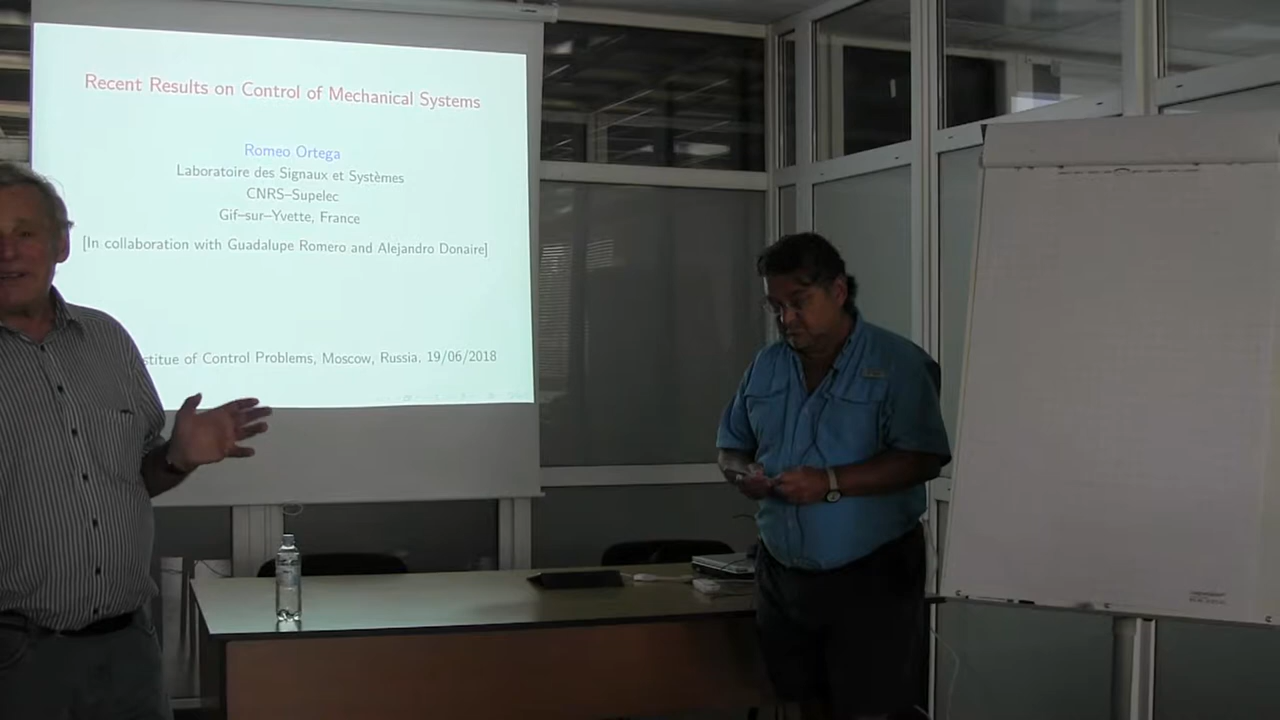 Recent Results on Control of Mechanical Systems
Romeo Ortega
Laboratoire des Signaux et Systèmes
CNRS–Supelec
Gif–sur–Yvette, France
[In collaboration with Guadalupe Romero and Alejandro Donaire]
stitue of Control Problems, Moscow, Russia, 19/06/2018